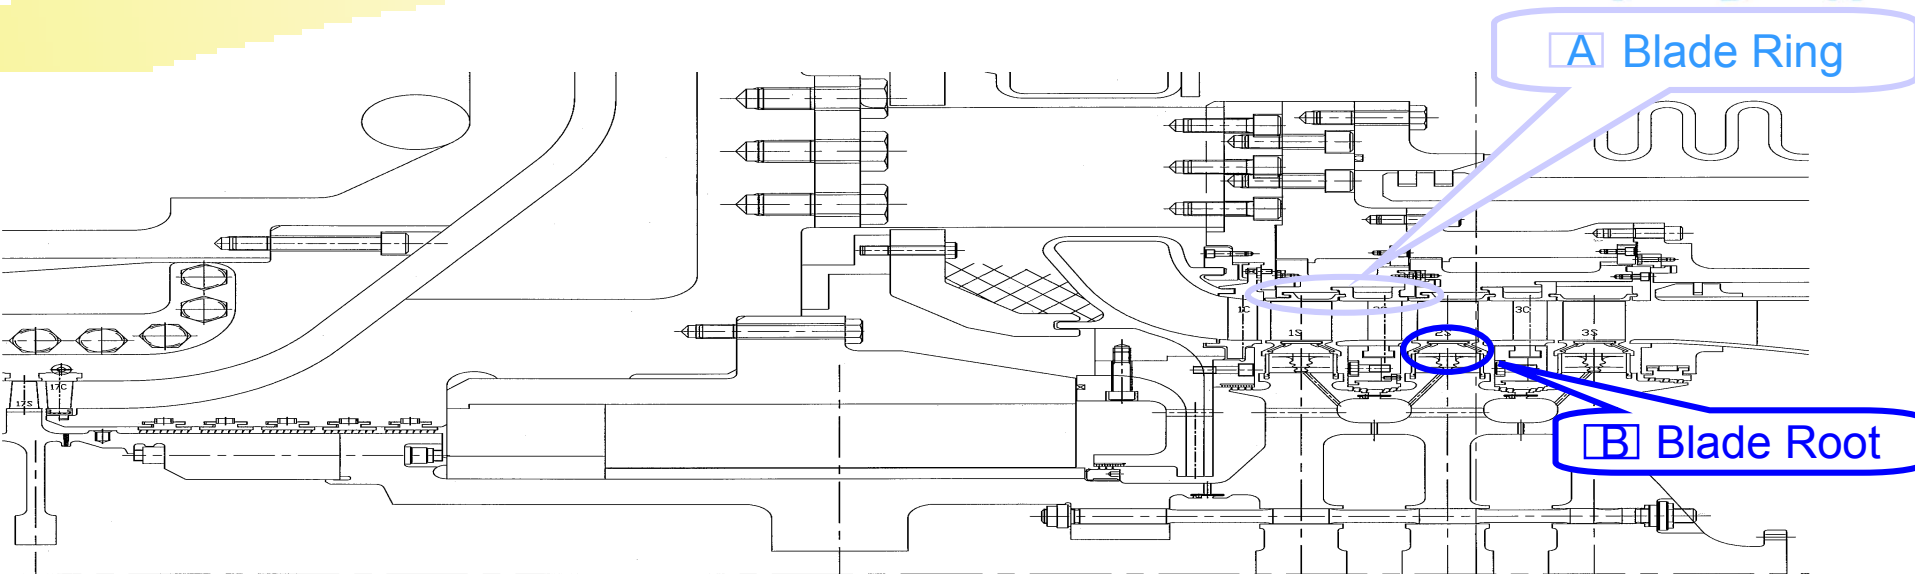 A Blade Ring
1C
1S
2S
3C
3S
17C
17S
B Blade Root